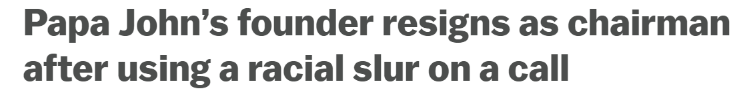 Papa John’s founder resigns as chairman
after using a racial slur on a call